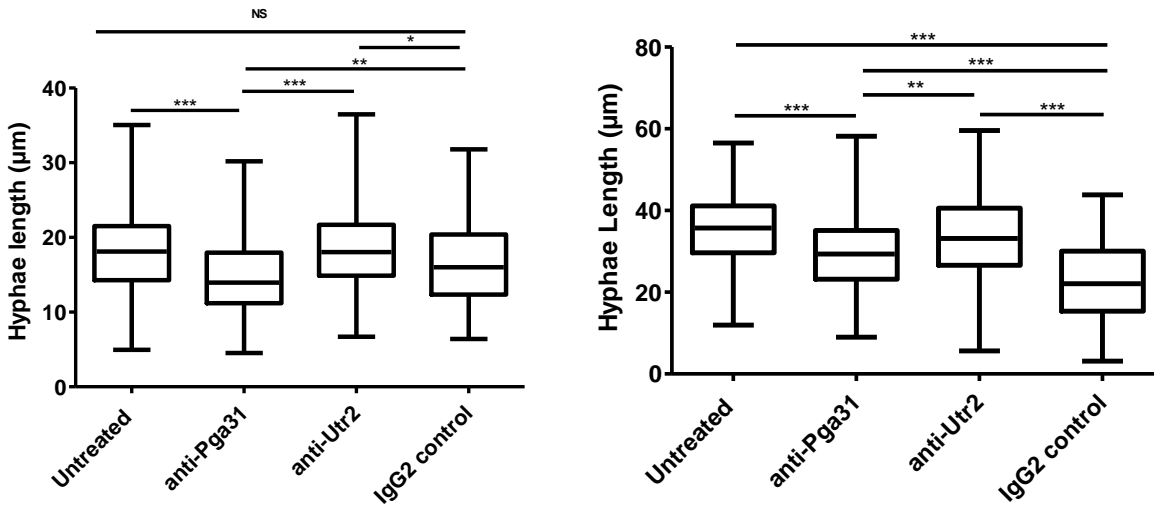 NS
*
**
***
***
40
30
20
10
0
Hyphae length (µm)
Untreated
anti-Pga31
anti-Utr2
IgG2 control
***
***
**
***
***
80
60
40
20
0
Hyphae Length (µm)
Untreated
anti-Pga31
anti-Utr2
IgG2 control